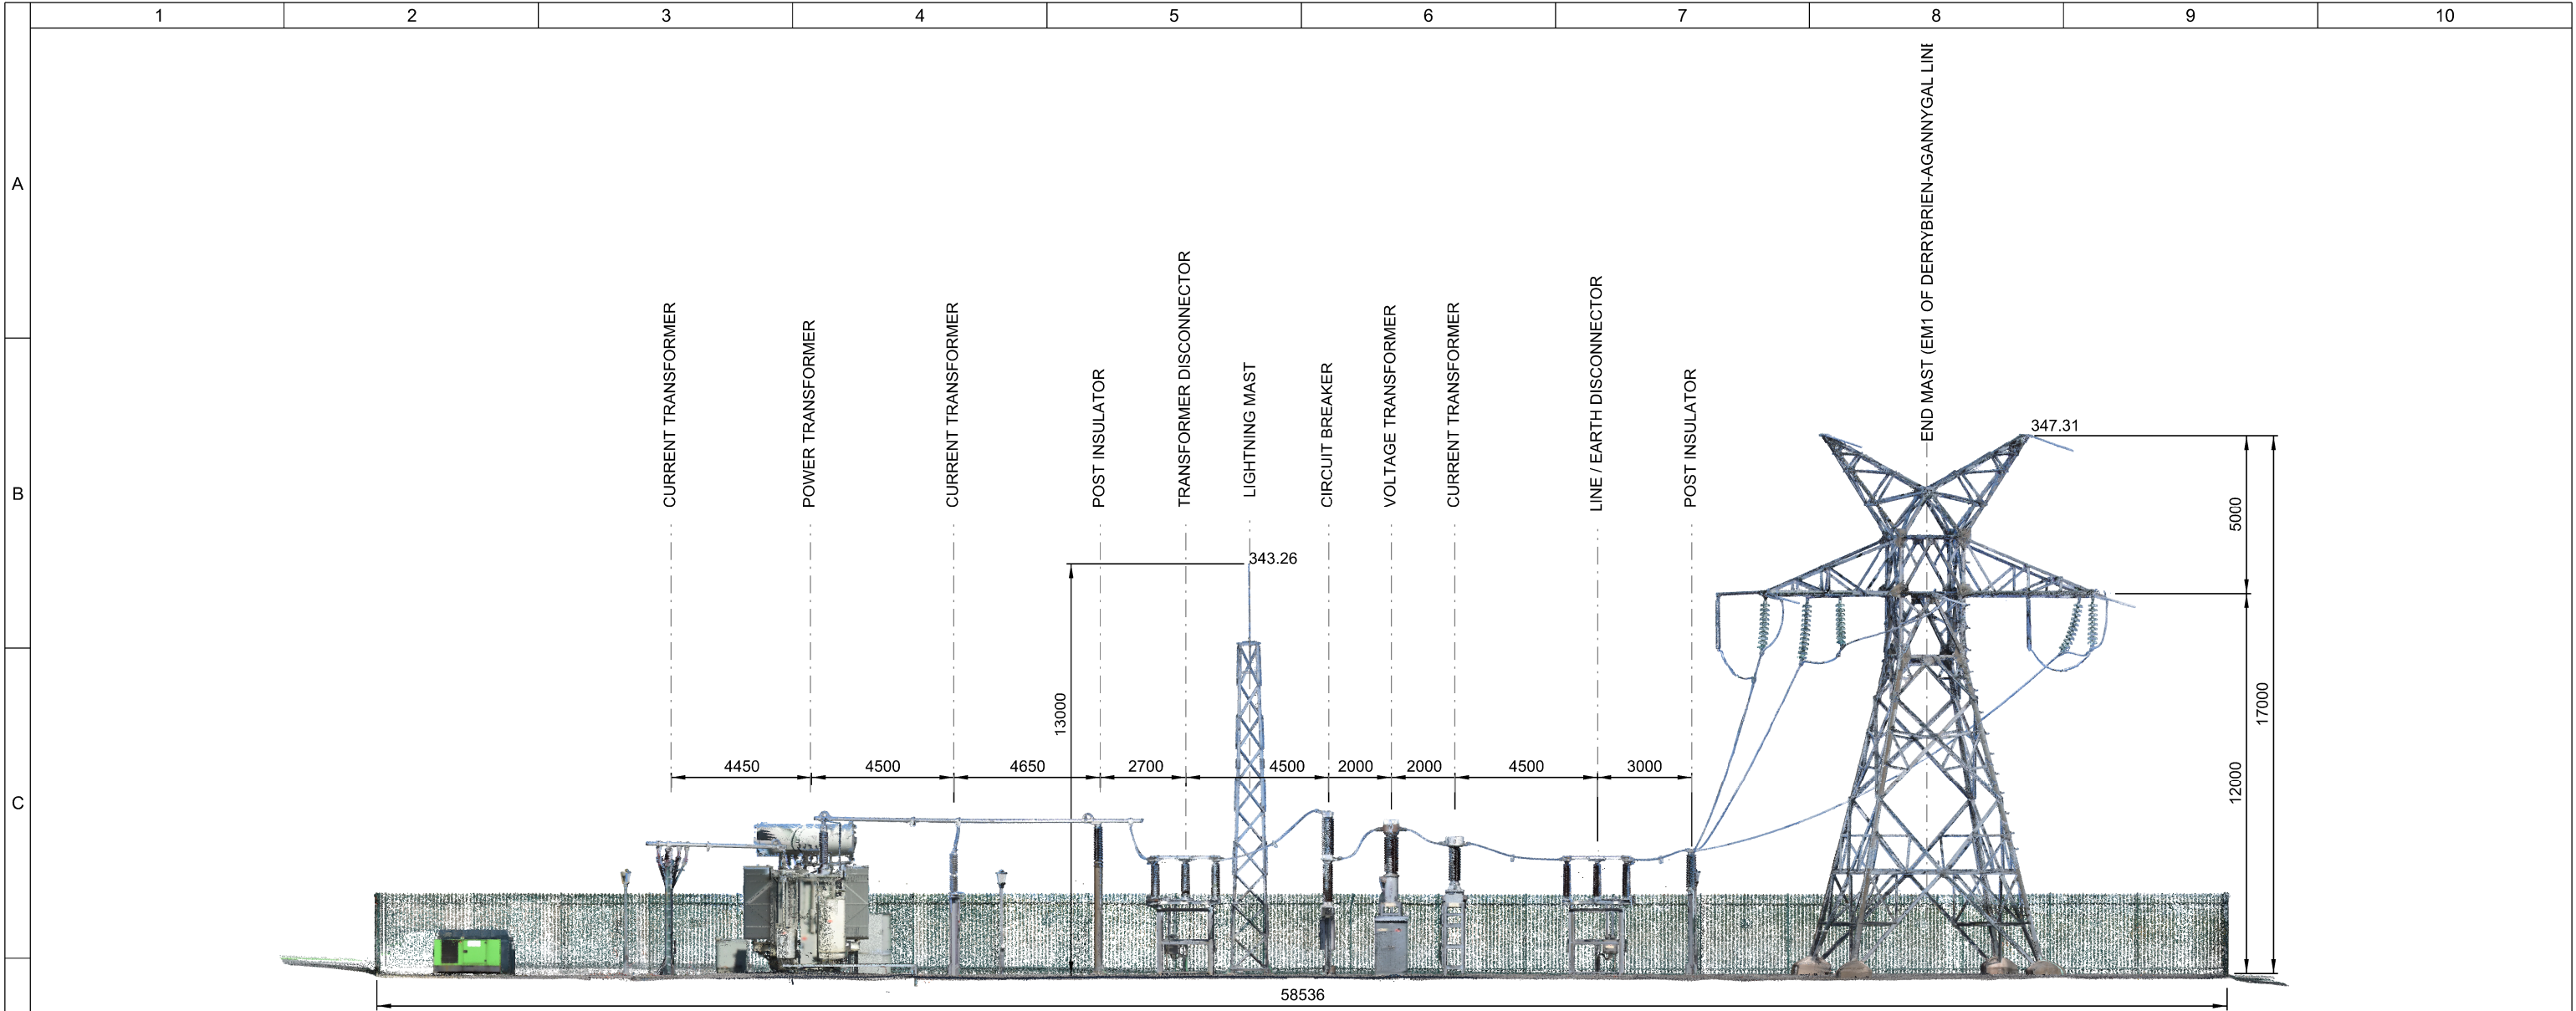 1 2 3 4 5 6 7 8 9 10
A
B
C
CURRENT TRANSFORMER
POWER TRANSFORMER
CURRENT TRANSFORMER
POST INSULATOR
TRANSFORMER DISCONNECTOR
LIGHTNING MAST
CIRCUIT BREAKER
VOLTAGE TRANSFORMER
CURRENT TRANSFORMER
LINE / EARTH DISCONNECTOR
POST INSULATOR
END MAST (EM1 OF DERRYBRIEN-AGANNYGAL LINE
347.31
5000
343.26
13000
17000
12000
4450 4500 4650 2700 4500 2000 2000 4500 3000
58536